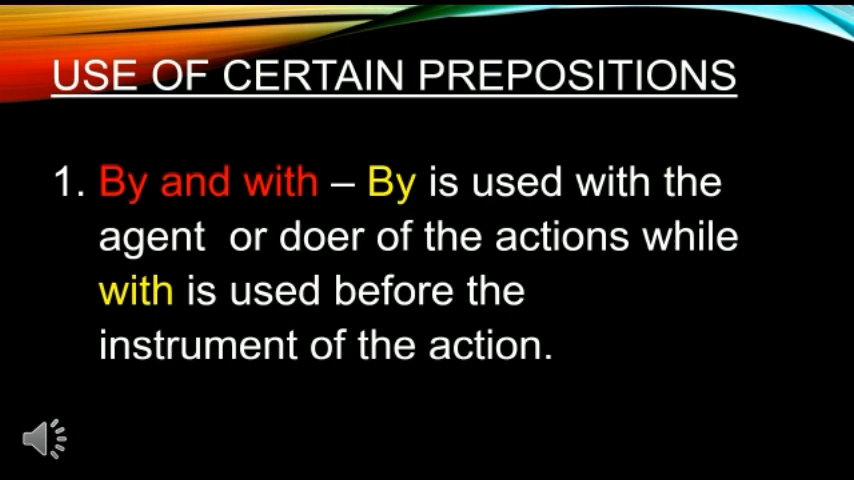 USE OF CERTAIN PREPOSITIONS
1. By and with – By is used with the
agent  or doer of the actions while
with is used before the
instrument of the action.